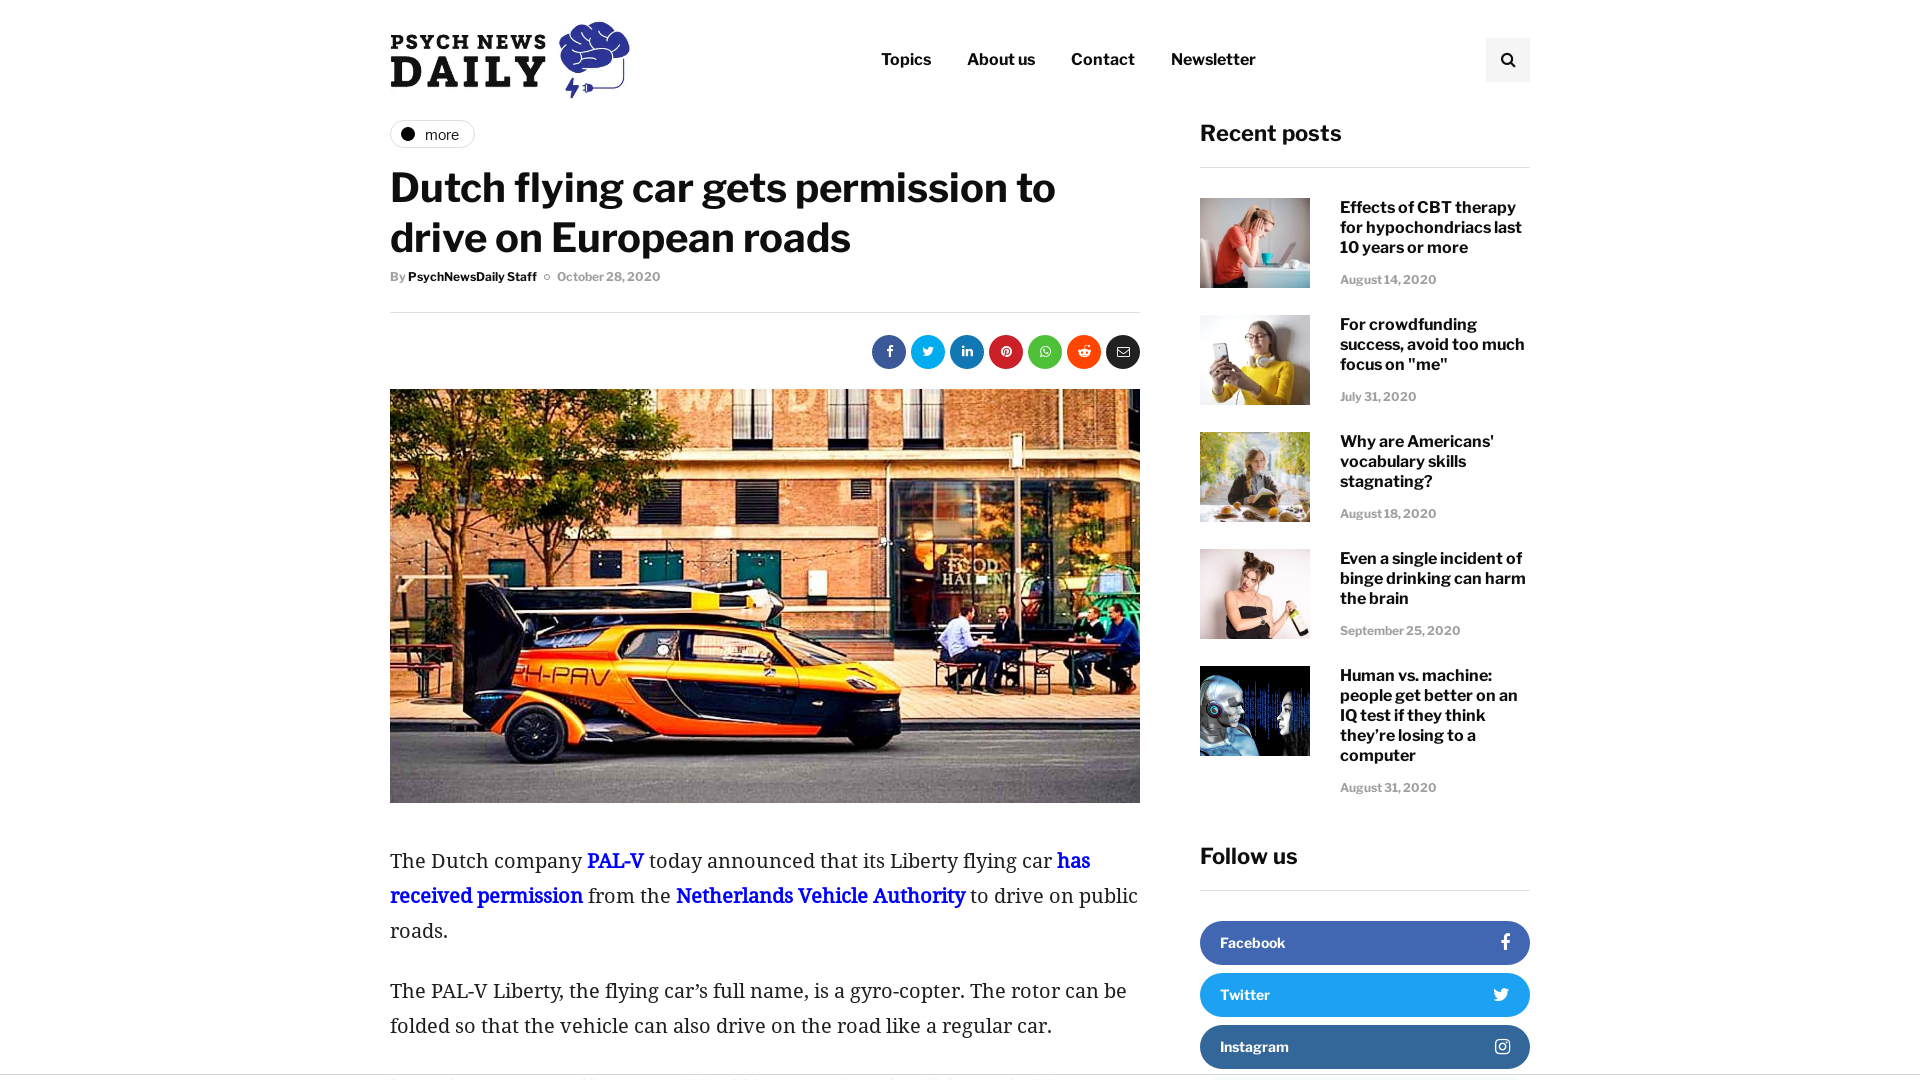 PSYCH NEWS
DAILY
Topics
About us
Contact
Newsletter
more
Dutch flying car gets permission to
drive on European roads
By PsychNewsDaily Staff
October 28, 2020
FOOD
HALLEN
PH-PAV
The Dutch company PAL-V today announced that its Liberty flying car has
received permission from the Netherlands Vehicle Authority to drive on public
roads.
The PAL-V Liberty, the flying car’s full name, is a gyro-copter. The rotor can be
folded so that the vehicle can also drive on the road like a regular car.
Recent posts
Effects of CBT therapy
for hypochondriacs last
10 years or more
August 14, 2020
For crowdfunding
success, avoid too much
focus on "me"
July 31, 2020
Why are Americans'
vocabulary skills
stagnating?
August 18, 2020
Even a single incident of
binge drinking can harm
the brain
September 25, 2020
Human vs. machine:
people get better on an
IQ test if they think
they’re losing to a
computer
August 31, 2020
Follow us
Facebook
Twitter
Instagram